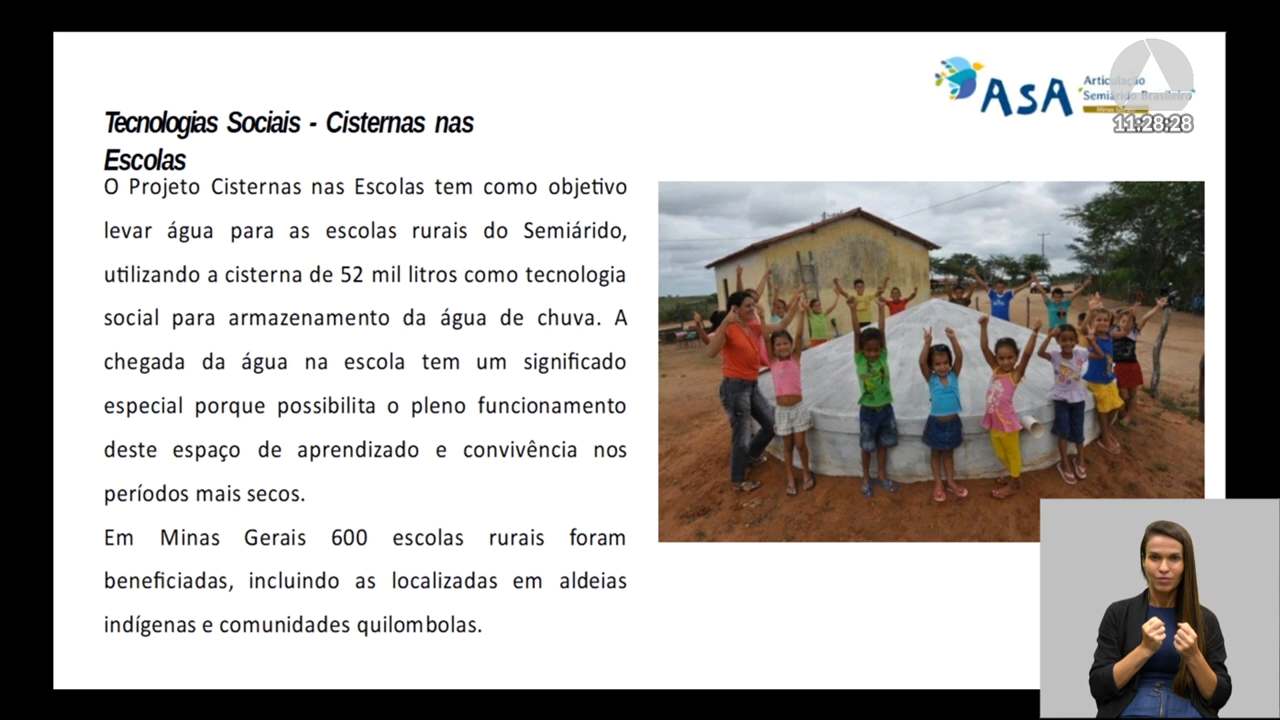 ASA
Articulação
Semiárido Brasileiro
11:28:28
Tecnologias Sociais - Cisternas nas
Escolas
O Projeto Cisternas nas Escolas tem como objetivo
levar água para as escolas rurais do Semiárido,
utilizando a cisterna de 52 mil litros como tecnologia
social para armazenamento da água de chuva. A
chegada da água na escola tem um significado
especial porque possibilita o pleno funcionamento
deste espaço de aprendizado e convivência nos
períodos mais secos.
Em Minas Gerais 600 escolas rurais foram
beneficiadas, incluindo as localizadas em aldeias
indígenas e comunidades quilombolas.